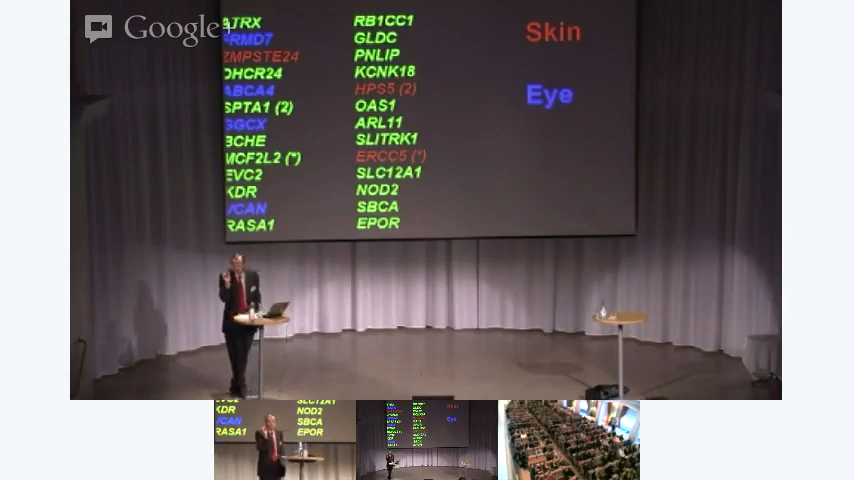 Google+
ATRX
FRMD7
ZMPSTE24
DHCR24
ABCA4
SPTA1 (2)
GGCX
BCHE
MCF2L2 (*)
EVC2
KDR
VCAN
RASA1
RB1CC1
GLDC
PNLIP
KCNK18
HPS5 (2)
OAS1
ARL11
SLITRK1
ERCC5 (*)
SLC12A1
NOD2
SBCA
EPOR
Skin
Eye
KDR
VCAN
RASA1
SLC12A1
NOD2
SBCA
EPOR
Skin
Eye